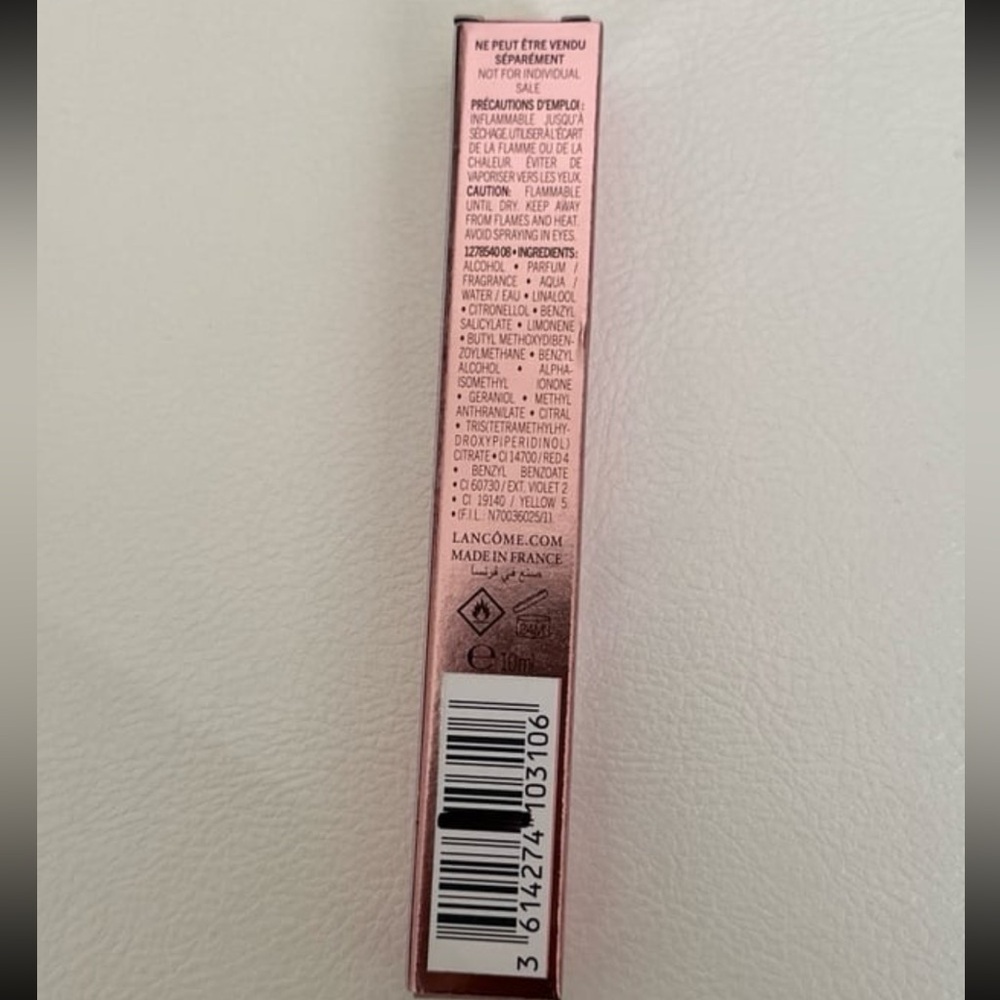 NE PEUT ÊTRE VENDU
SÉPARÉMENT
NOT FOR INDIVIDUAL
SALE
PRÉCAUTIONS D'EMPLOI :
INFLAMMABLE JUSQU'À
SÉCHAGE. UTILISER À L'ÉCART
DE LA FLAMME OU DE LA
CHALEUR. ÉVITER DE
VAPORISER VERS LES YEUX.
CAUTION: FLAMMABLE
UNTIL DRY. KEEP AWAY
FROM FLAMES AND HEAT.
AVOID SPRAYING IN EYES.
1278540 08 • INGREDIENTS:
ALCOHOL • PARFUM /
FRAGRANCE • AQUA /
WATER / EAU • LINALOOL
• CITRONELLOL • BENZYL
SALICYLATE • LIMONENE
• BUTYL METHOXYDIBEN-
ZOYLMETHANE • BENZYL
ALCOHOL • ALPHA-
ISOMETHYL IONONE
• GERANIOL • METHYL
ANTHRANILATE • CITRAL
• TRIS(TETRAMETHYLHY-
DROXYPIPERIDINOL)
CITRATE • CI 14700 / RED 4
• BENZYL BENZOATE
• CI 60730 / EXT. VIOLET 2
• CI 19140 / YELLOW 5
• (F.I.L.: N70036025/1).
LANCÔME.COM
MADE IN FRANCE
صنع في فرنسا
24M
e 10ml
3 614274 103106